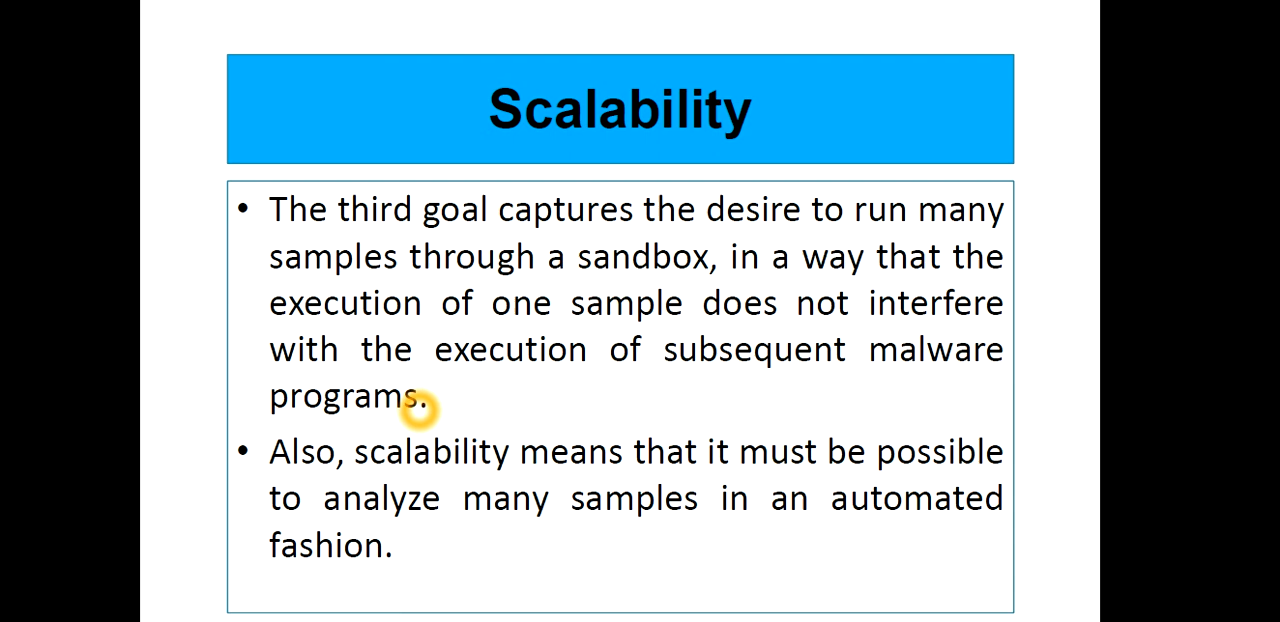 Scalability
• The third goal captures the desire to run many
samples through a sandbox, in a way that the
execution of one sample does not interfere
with the execution of subsequent malware
programs.
• Also, scalability means that it must be possible
to analyze many samples in an automated
fashion.